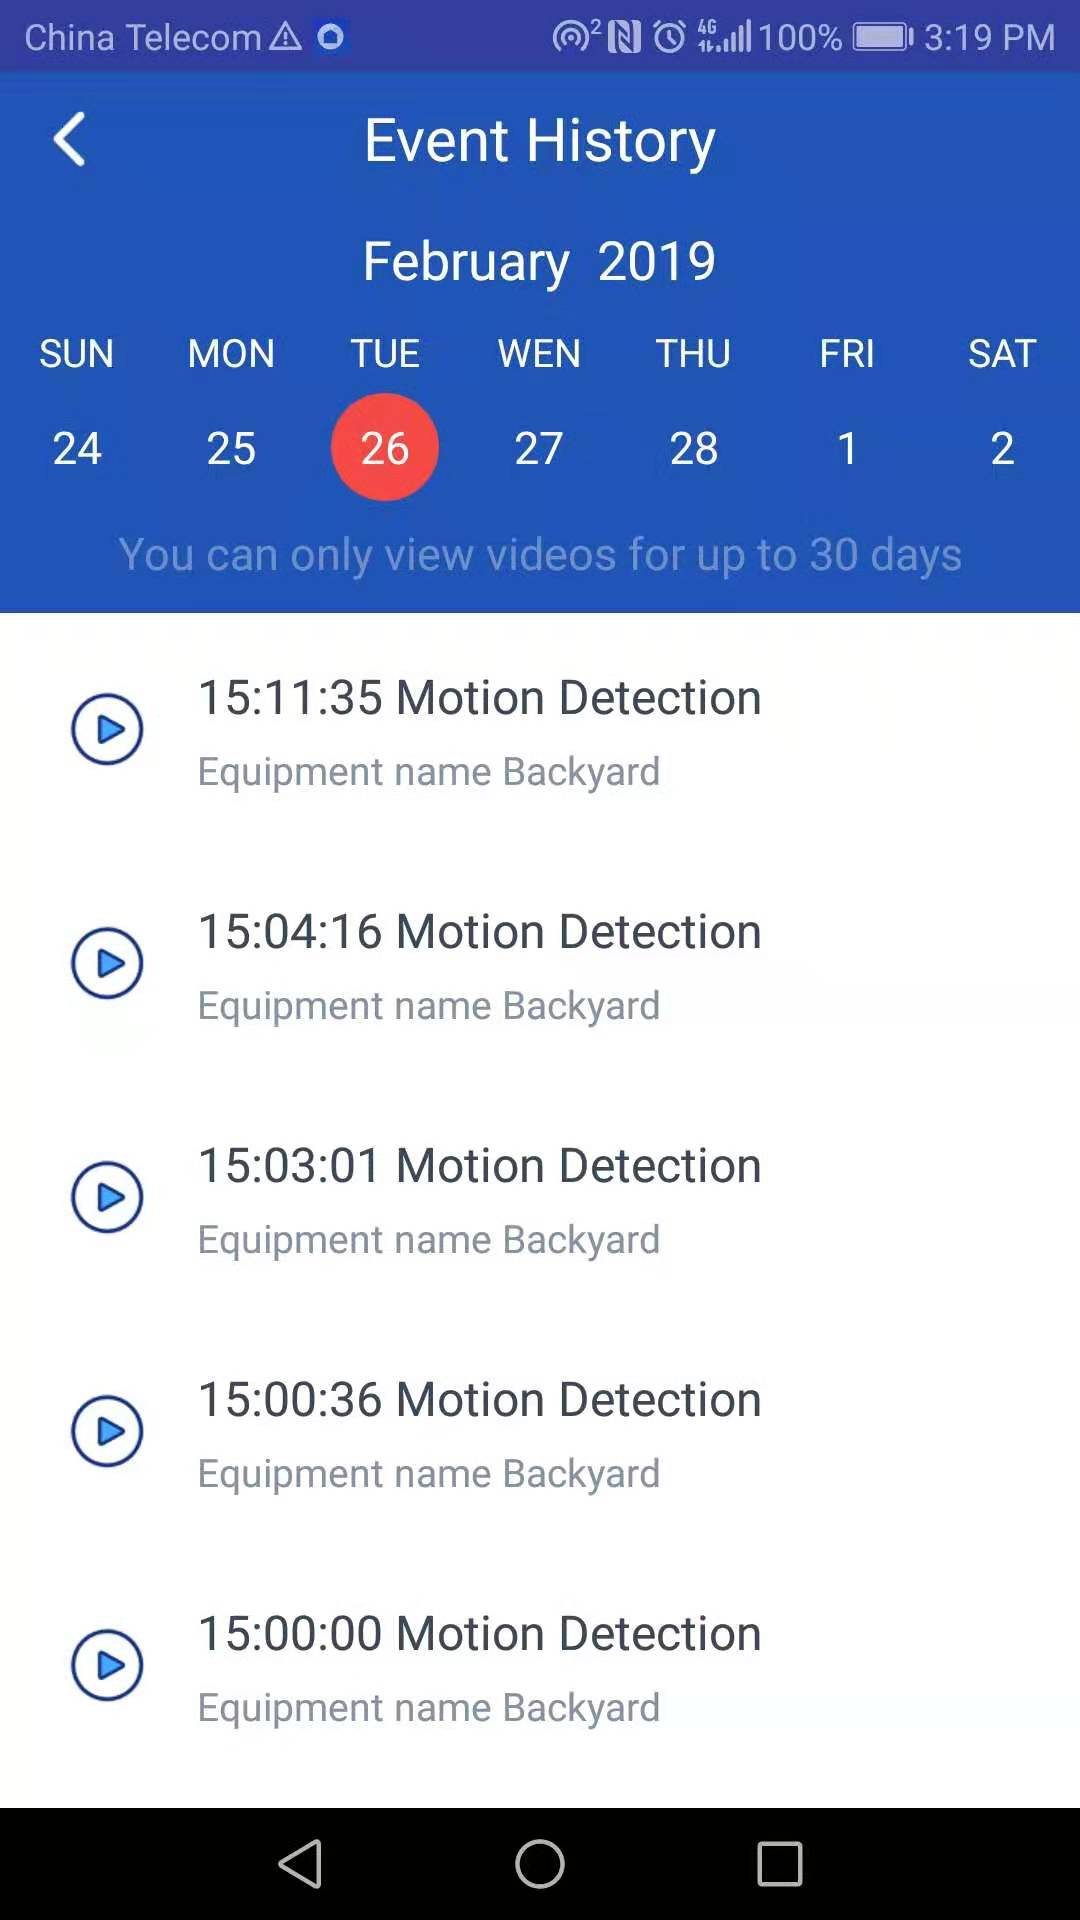 China Telecom 2 4G 100% 3:19 PM
Event History
February 2019
SUN MON TUE WEN THU FRI SAT
24 25 26 27 28 1 2
You can only view videos for up to 30 days
15:11:35 Motion Detection
Equipment name Backyard
15:04:16 Motion Detection
Equipment name Backyard
15:03:01 Motion Detection
Equipment name Backyard
15:00:36 Motion Detection
Equipment name Backyard
15:00:00 Motion Detection
Equipment name Backyard